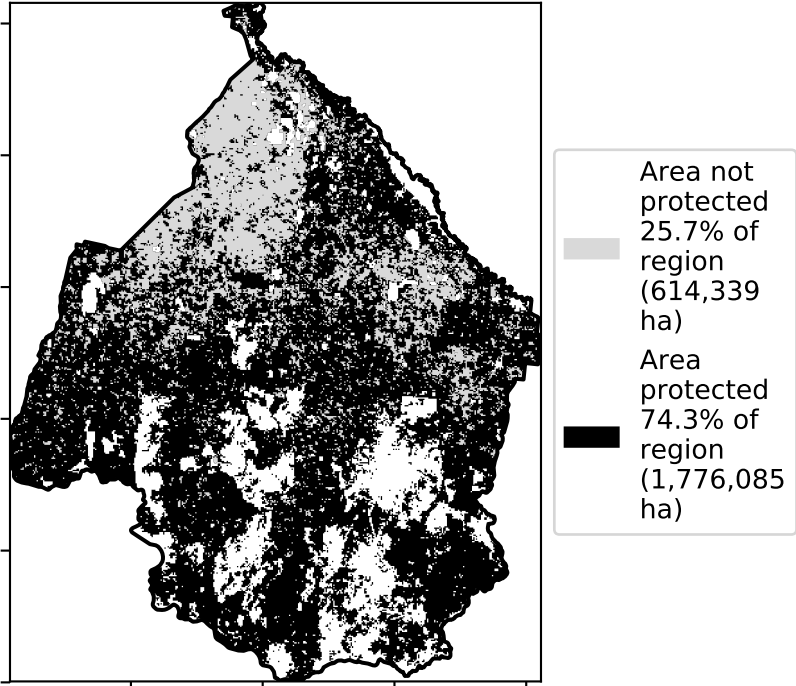 Area not
protected
25.7% of
region
(614,339
ha)
Area
protected
74.3% of
region
(1,776,085
ha)